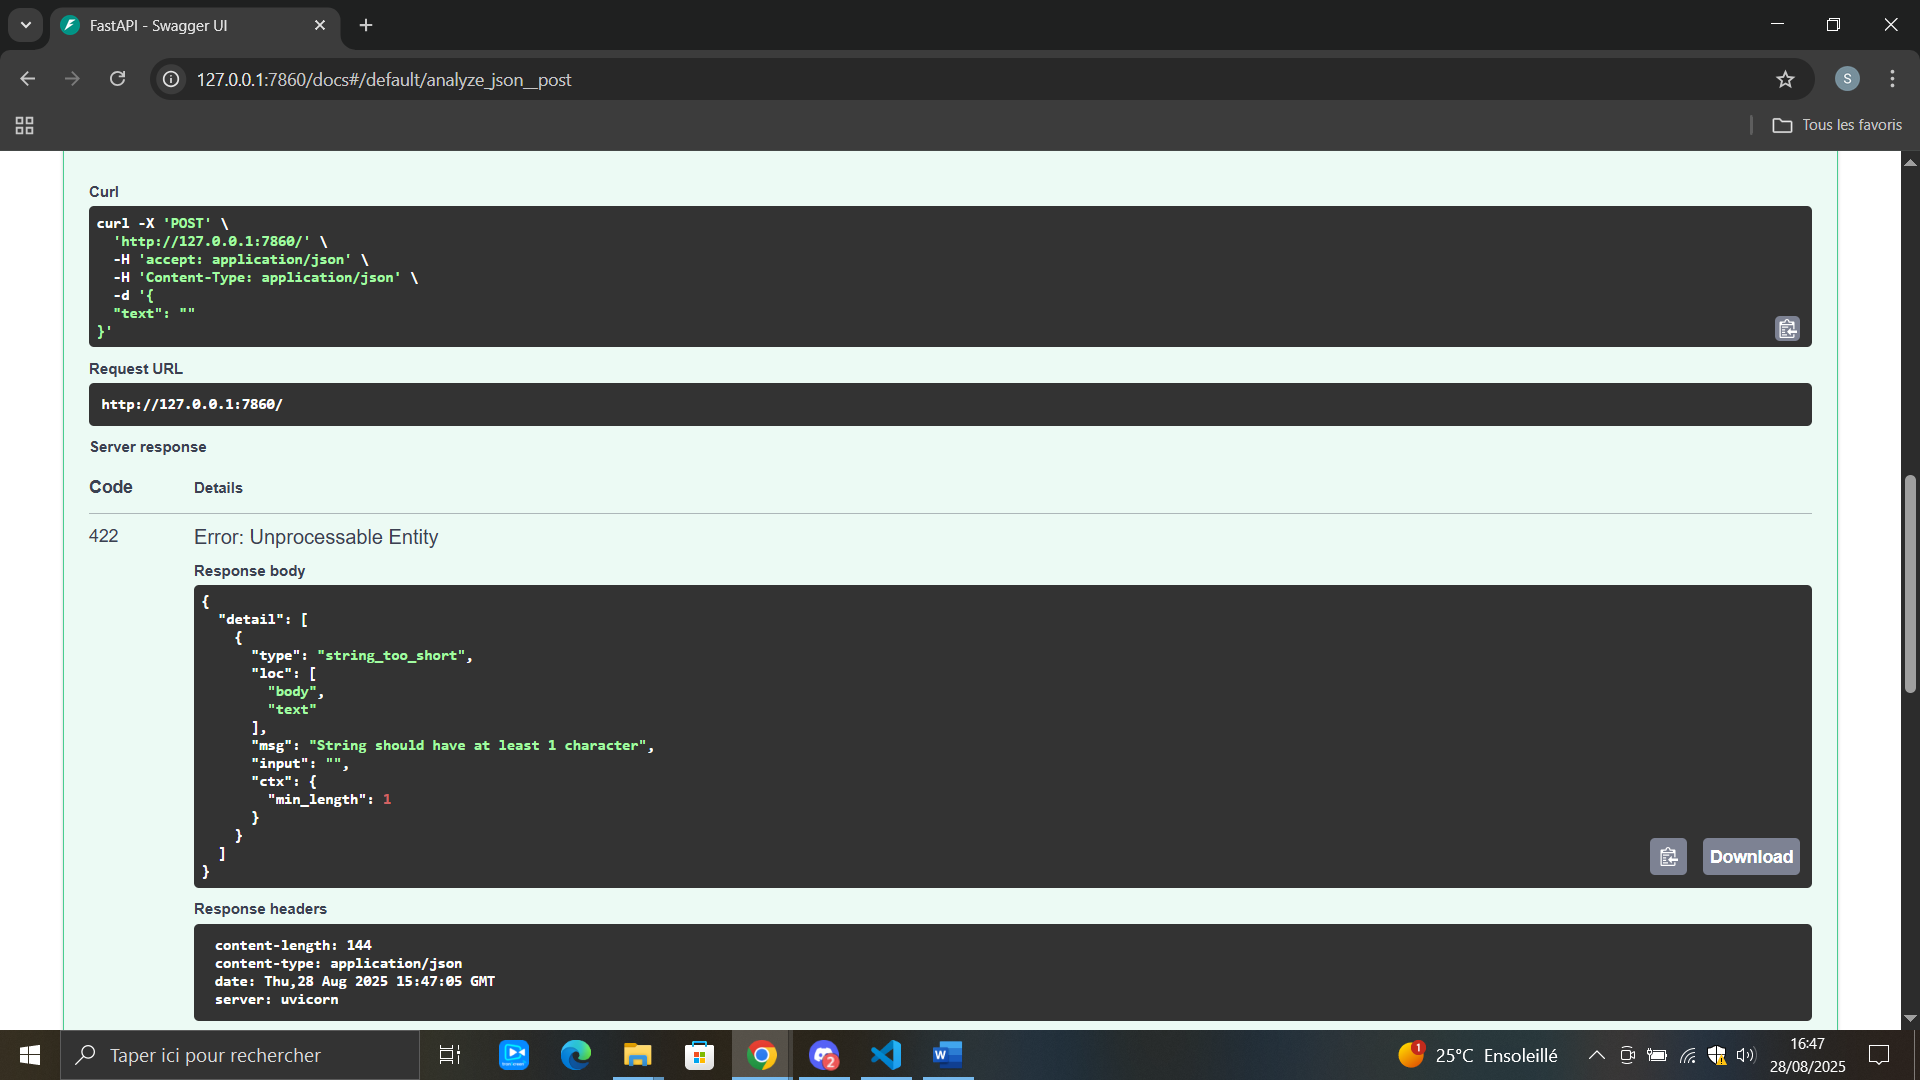 FastAPI - Swagger UI
127.0.0.1:7860/docs#/default/analyze_json__post
S
Tous les favoris
Curl
curl -X 'POST' \
  'http://127.0.0.1:7860/' \
  -H 'accept: application/json' \
  -H 'Content-Type: application/json' \
  -d '{
  "text": ""
}'
Request URL
http://127.0.0.1:7860/
Server response
Code Details
422 Error: Unprocessable Entity
Response body
{
  "detail": [
    {
      "type": "string_too_short",
      "loc": [
        "body",
        "text"
      ],
      "msg": "String should have at least 1 character",
      "input": "",
      "ctx": {
        "min_length": 1
      }
    }
  ]
}
Download
Response headers
content-length: 144
content-type: application/json
date: Thu,28 Aug 2025 15:47:05 GMT
server: uvicorn
Taper ici pour rechercher
2
W
1
25°C Ensoleillé
16:47
28/08/2025